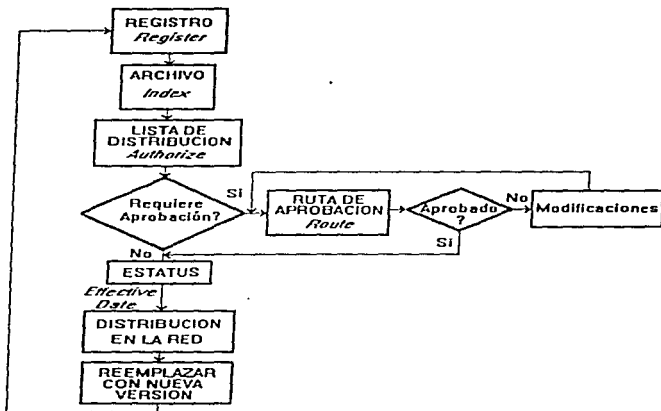 REGISTRO
Register
ARCHIVO
Index
LISTA DE
DISTRIBUCION
Authorize
Requiere
Aprobación?
Si
RUTA DE
APROBACION
Route
Aprobado
?
No
Modificaciones
Si
No
ESTATUS
Effective
Date
DISTRIBUCION
EN LA RED
REEMPLAZAR
CON NUEVA
VERSION